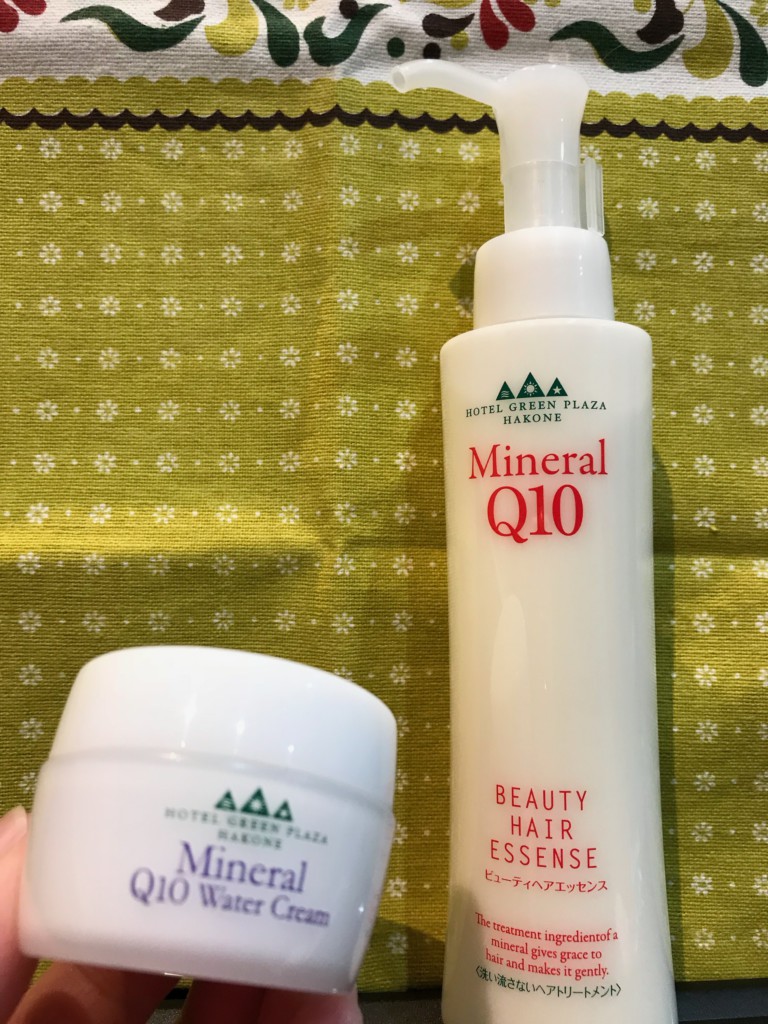 HOTEL GREEN PLAZA
HAKONE
Mineral
Q10
BEAUTY
HAIR
ESSENSE
ビューティヘアエッセンス
The treatment ingredientof a
mineral gives grace to
hair and makes it gently.
〈洗い流さないヘアトリートメント〉
HOTEL GREEN PLAZA
HAKONE
Mineral
Q10 Water Cream